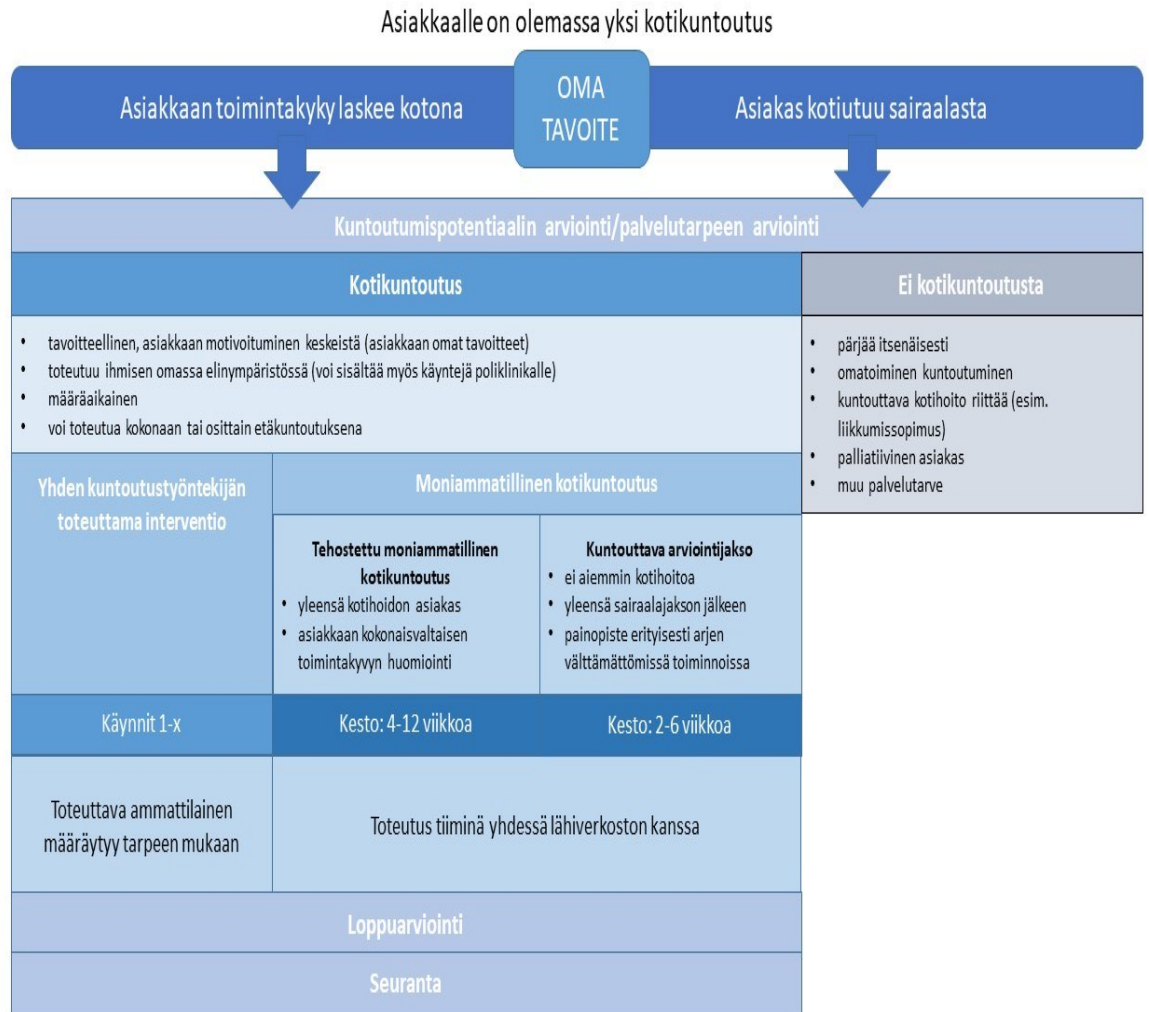 Asiakkaalle on olemassa yksi kotikuntoutus
Asiakkaan toimintakyky laskee kotona
OMA
TAVOITE
Asiakas kotiutuu sairaalasta
Kuntoutumispotentiaalin arviointi/palvelutarpeen arviointi
Kotikuntoutus
• tavoitteellinen, asiakkaan motivoituminen keskeistä (asiakkaan omat tavoitteet)
• toteutuu ihmisen omassa elinympäristössä (voi sisältää myös käyntejä poliklinikalle)
• määräaikainen
• voi toteutua kokonaan tai osittain etäkuntoutuksena
Ei kotikuntoutusta
• pärjää itsenäisesti
• omatoiminen kuntoutuminen
• kuntouttava kotihoito riittää (esim.
liikkumissopimus)
• palliatiivinen asiakas
• muu palvelutarve
Yhden kuntoutustyöntekijän
toteuttama interventio
Moniammatillinen kotikuntoutus
Tehostettu moniammatillinen
kotikuntoutus
• yleensä kotihoidon asiakas
• asiakkaan kokonaisvaltaisen
toimintakyvyn huomiointi
Kuntouttava arviointijakso
• ei aiemmin kotihoitoa
• yleensä sairaalajakson jälkeen
• painopiste erityisesti arjen
välttämättömissä toiminnoissa
Käynnit 1-x
Kesto: 4-12 viikkoa
Kesto: 2-6 viikkoa
Toteuttava ammattilainen
määräytyy tarpeen mukaan
Toteutus tiiminä yhdessä lähiverkoston kanssa
Loppuarviointi
Seuranta